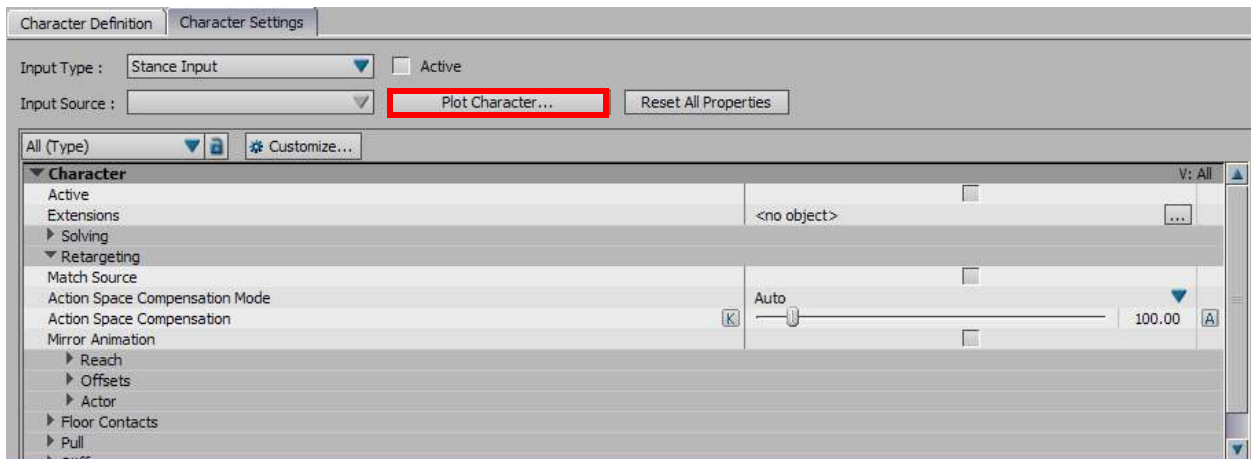 Character Definition Character Settings
Input Type : Stance Input Active
Input Source : Plot Character... Reset All Properties
All (Type) Customize...
Character V: All
Active
Extensions <no object> ...
Solving
Retargeting
Match Source
Action Space Compensation Mode Auto
Action Space Compensation K 100.00 A
Mirror Animation
Reach
Offsets
Actor
Floor Contacts
Pull